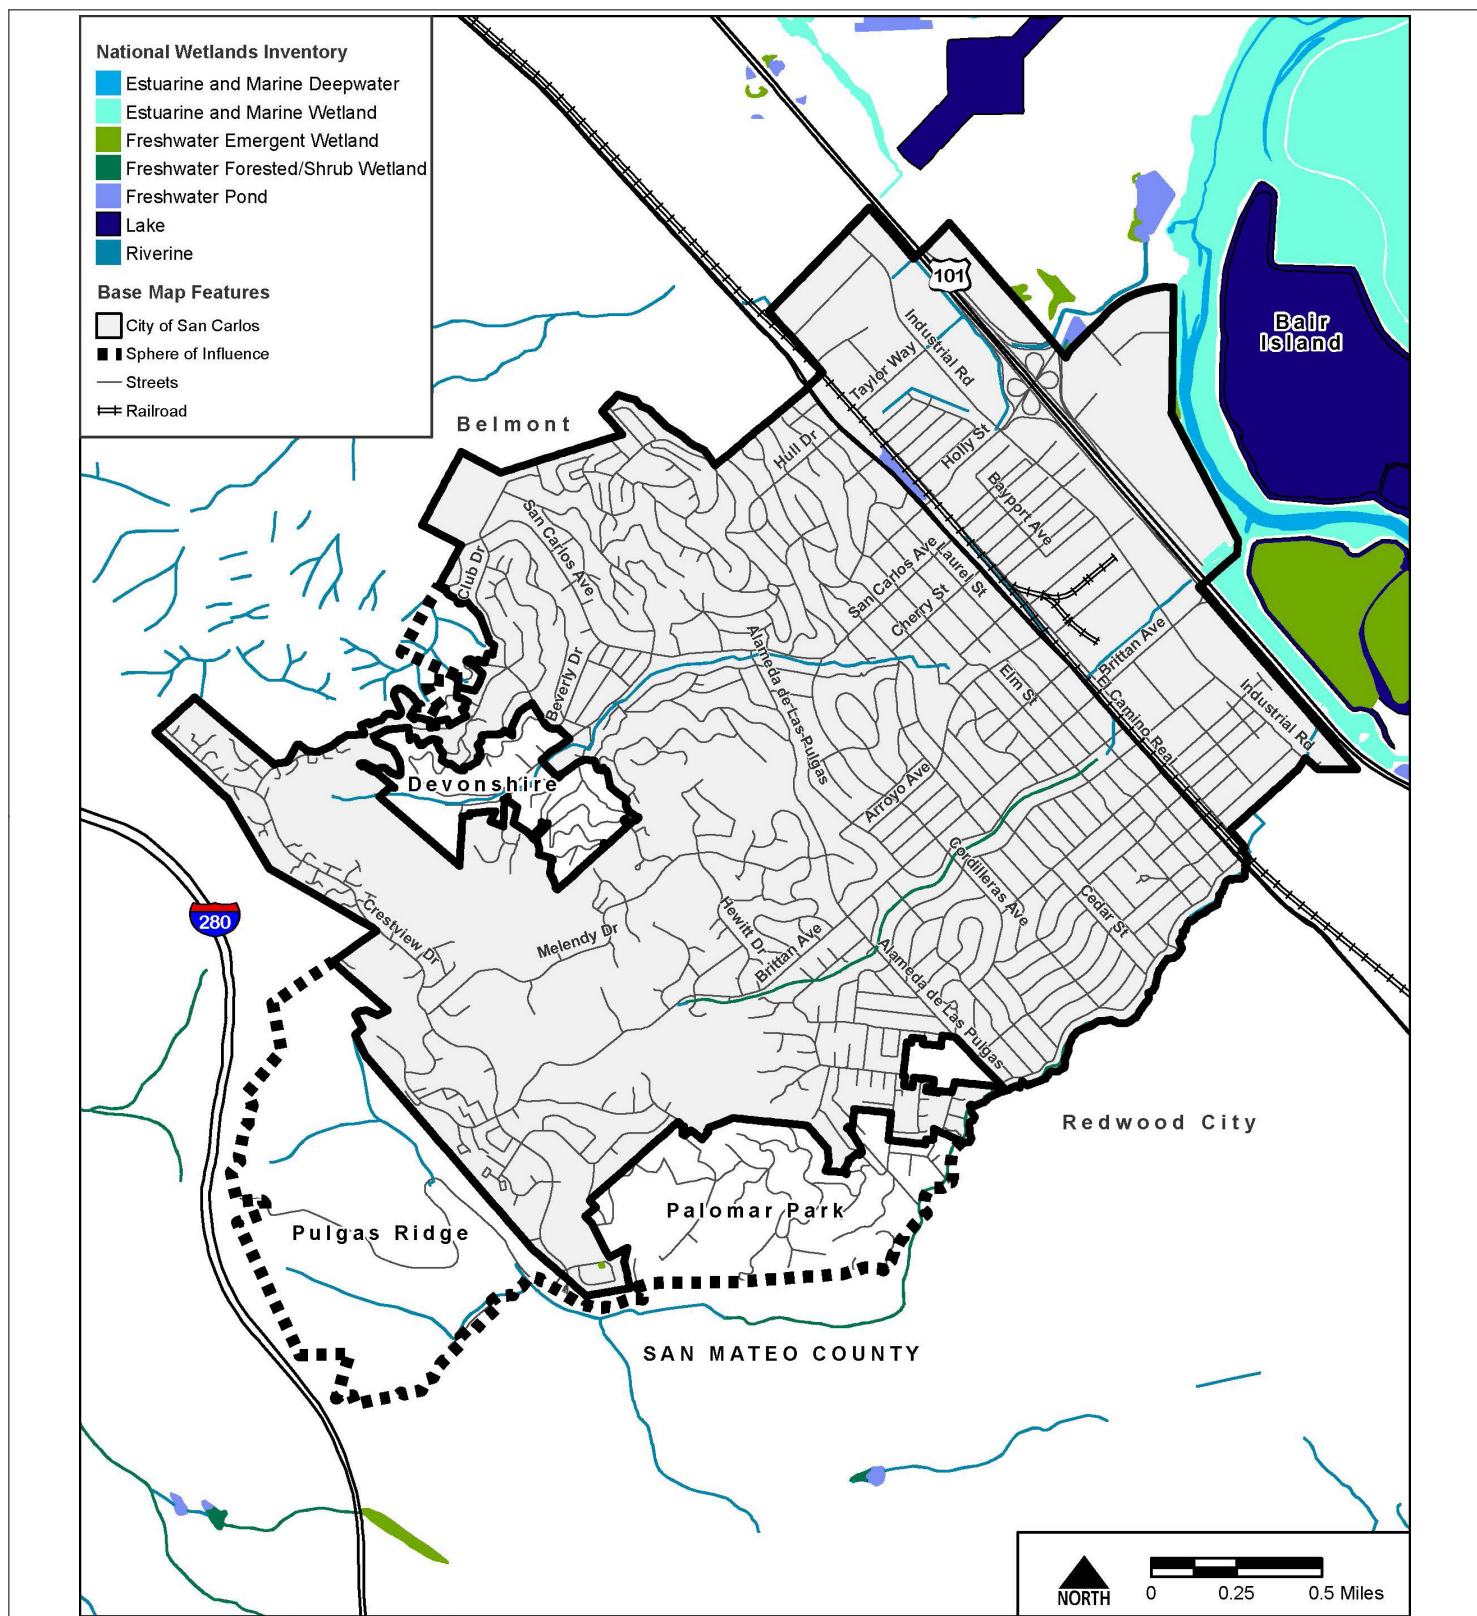 National Wetlands Inventory
Estuarine and Marine Deepwater
Estuarine and Marine Wetland
Freshwater Emergent Wetland
Freshwater Forested/Shrub Wetland
Freshwater Pond
Lake
Riverine
Base Map Features
City of San Carlos
Sphere of Influence
Streets
Railroad
101
Bair
Island
Industrial Rd
Taylor Way
Belmont
Hull Dr
Holly St
Bayport Ave
San Carlos Ave
Club Dr
San Carlos Ave
Laurel St
Cherry St
Alameda de Las Pulgas
Brittan Ave
Beverly Dr
Elm St
El Camino Real
Industrial Rd
Devonshire
Arroyo Ave
Cordilleras Ave
Cedar St
280
Crestview Dr
Melendy Dr
Hewitt Dr
Brittan Ave
Alameda de Las Pulgas
Redwood City
Palomar Park
Pulgas Ridge
SAN MATEO COUNTY
NORTH
0 0.25 0.5 Miles